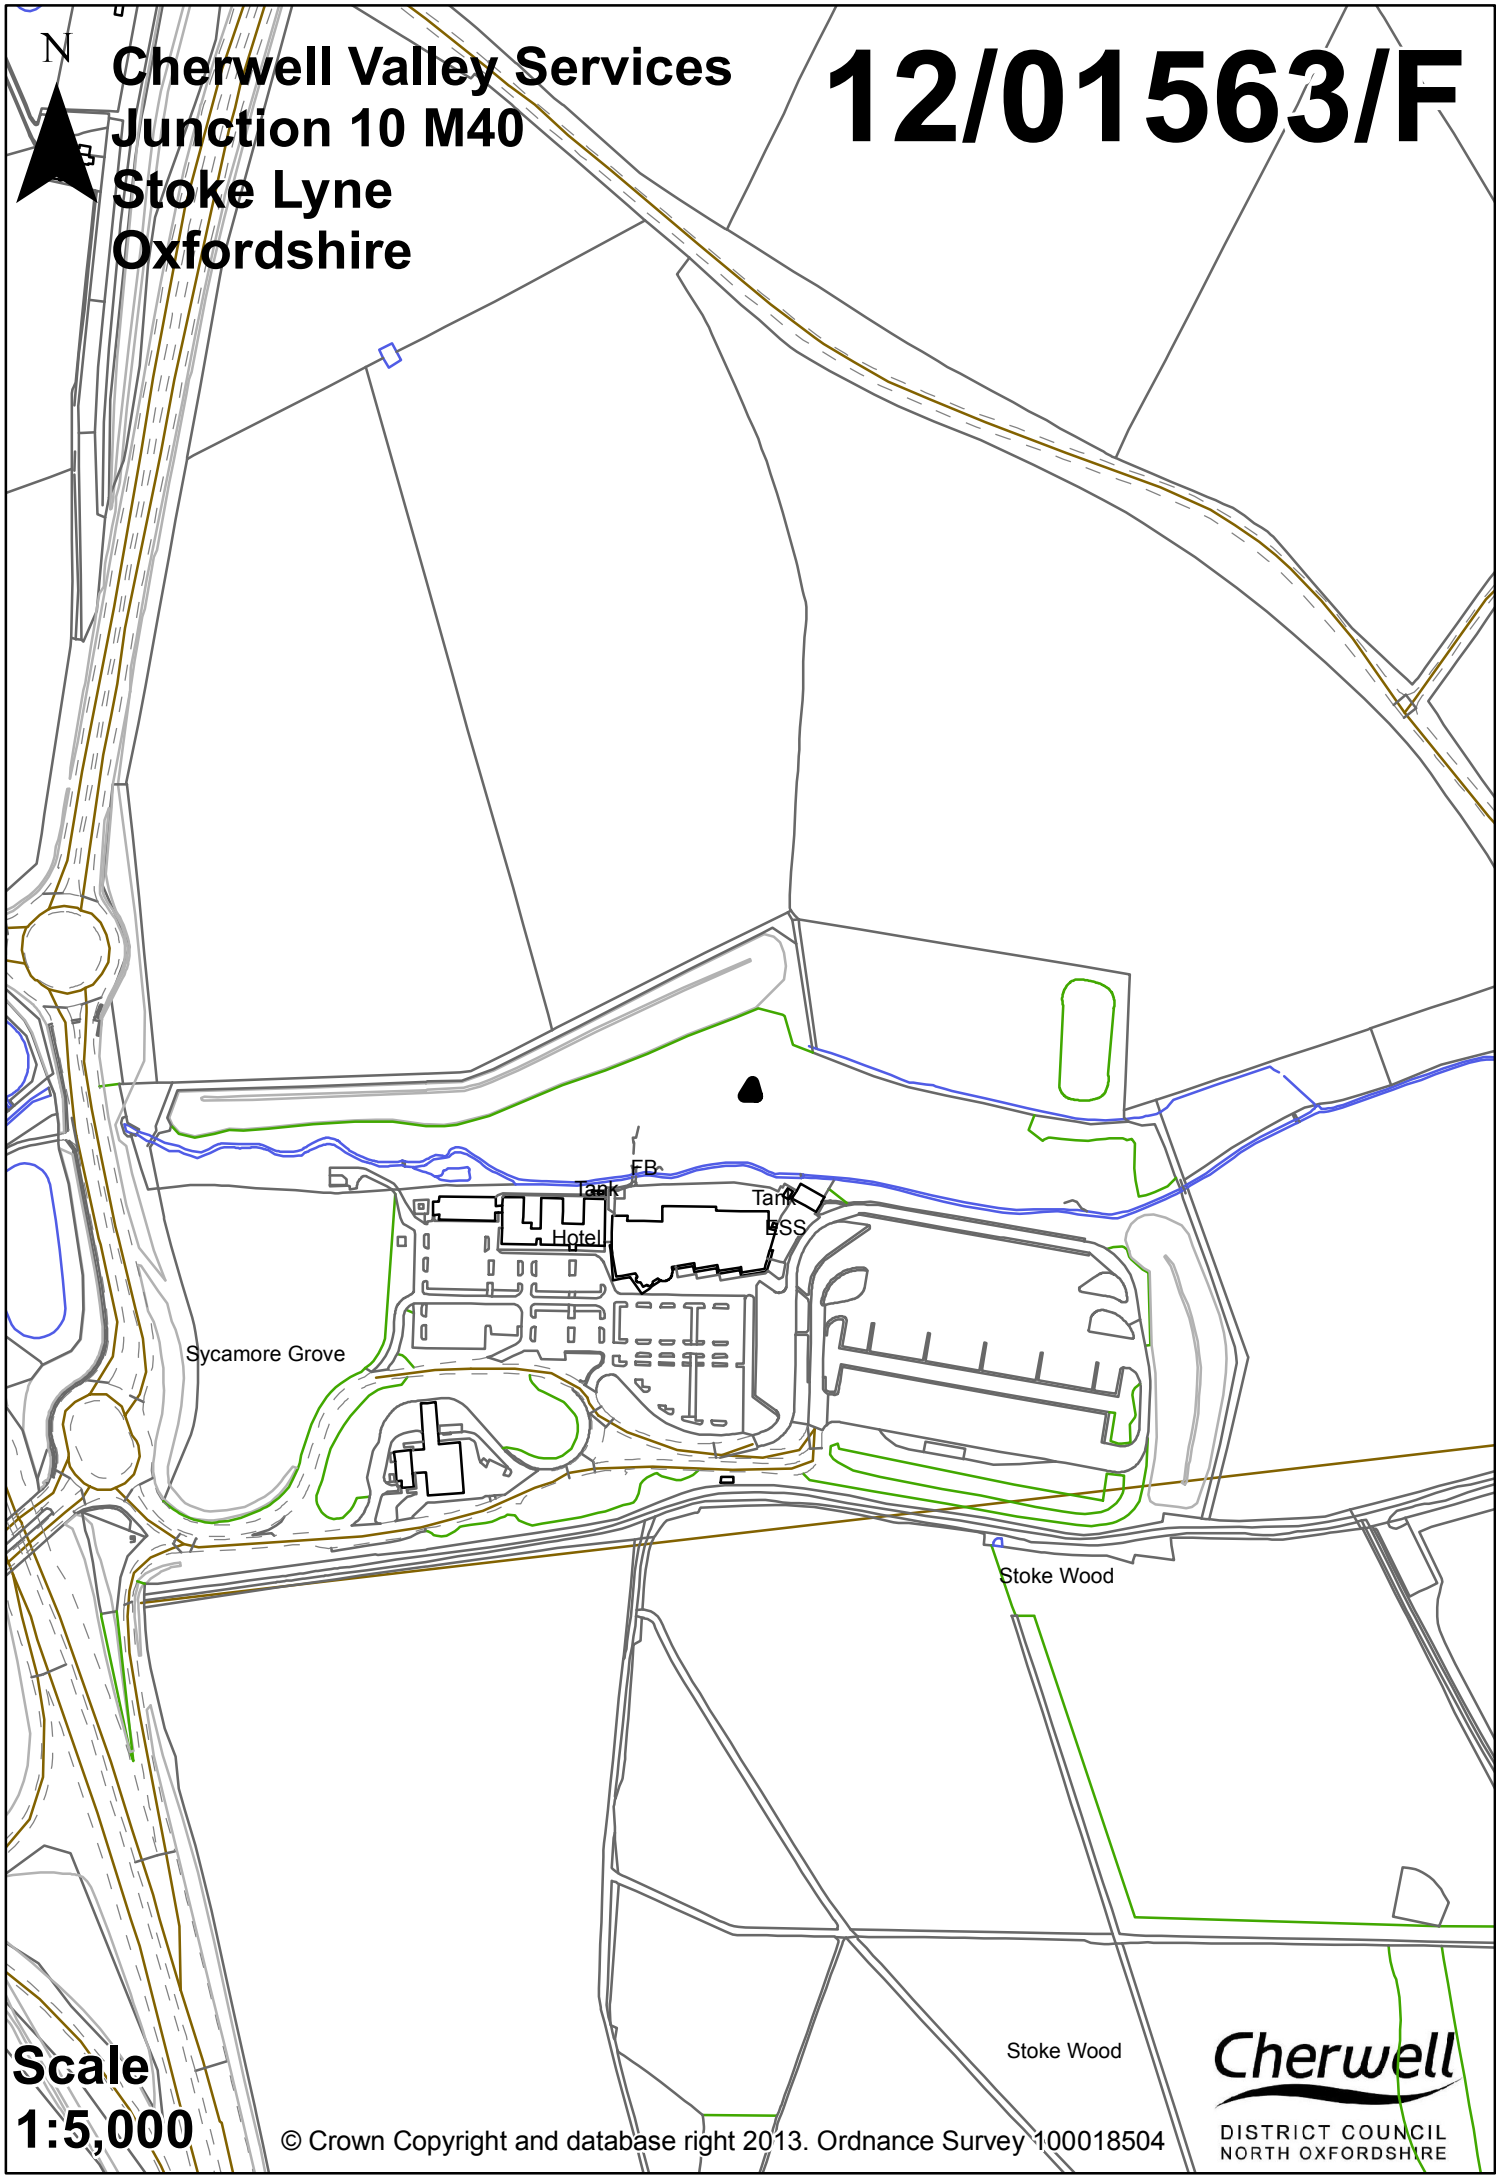 N
Cherwell Valley Services
Junction 10 M40
Stoke Lyne
Oxfordshire
12/01563/F
FB
Tank
Tank
Hotel
ESS
Sycamore Grove
Stoke Wood
Stoke Wood
Scale
1:5,000
© Crown Copyright and database right 2013. Ordnance Survey 100018504
Cherwell
DISTRICT COUNCIL
NORTH OXFORDSHIRE